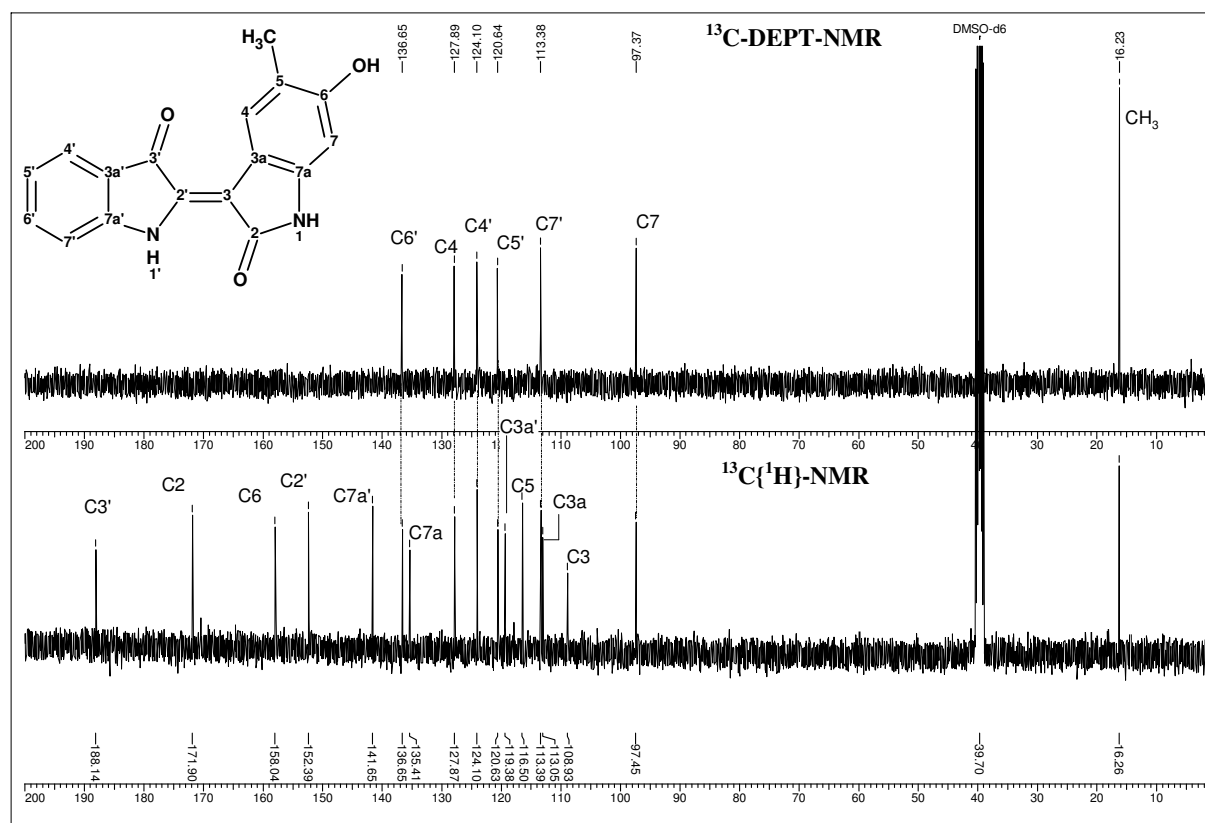 ¹³C-DEPT-NMR
136.65
127.89
124.10
120.64
113.38
97.37
DMSO-d6
16.23
H₃C
OH
5
6
4
7
O
3a
7a
4'
3'
5'
3a'
2'
3
6'
7a'
2
NH
1
7'
N
H
1'
O
C6'
C4
C4'
C5'
C7'
C7
CH₃
200 190 180 170 160 150 140 130 120 110 100 90 80 70 60 50 40 30 20 10
¹³C{¹H}-NMR
C3'
C2
C6
C2'
C7a'
C7a
C3a'
C5
C3a
C3
188.14
171.90
158.04
152.39
141.65
136.65
135.41
127.87
124.10
120.63
119.38
116.50
113.39
113.05
108.93
97.45
39.70
16.26
200 190 180 170 160 150 140 130 120 110 100 90 80 70 60 50 40 30 20 10